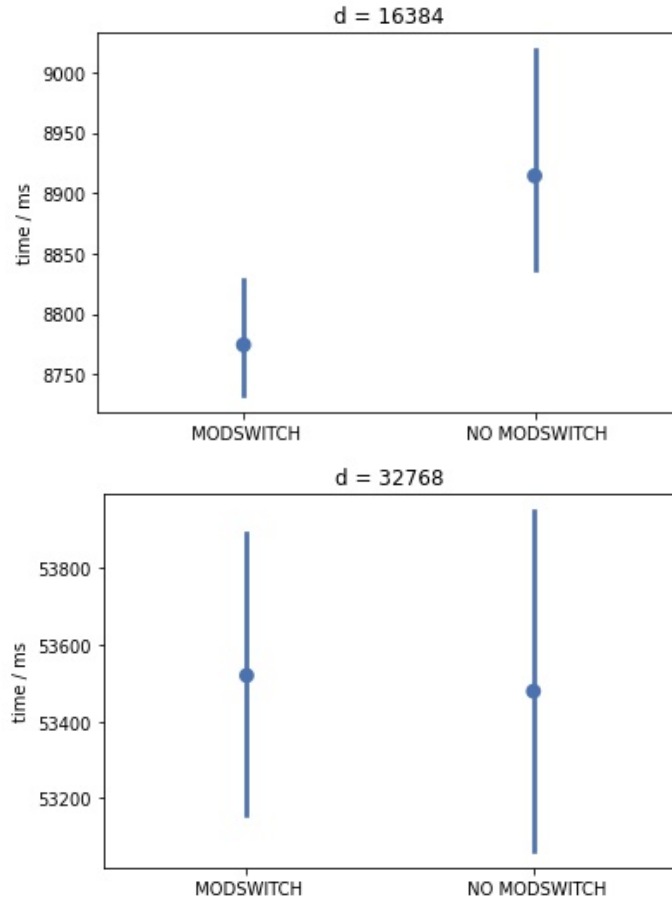 d = 16384
time / ms
9000
8950
8900
8850
8800
8750
MODSWITCH NO MODSWITCH
d = 32768
time / ms
53800
53600
53400
53200
MODSWITCH NO MODSWITCH